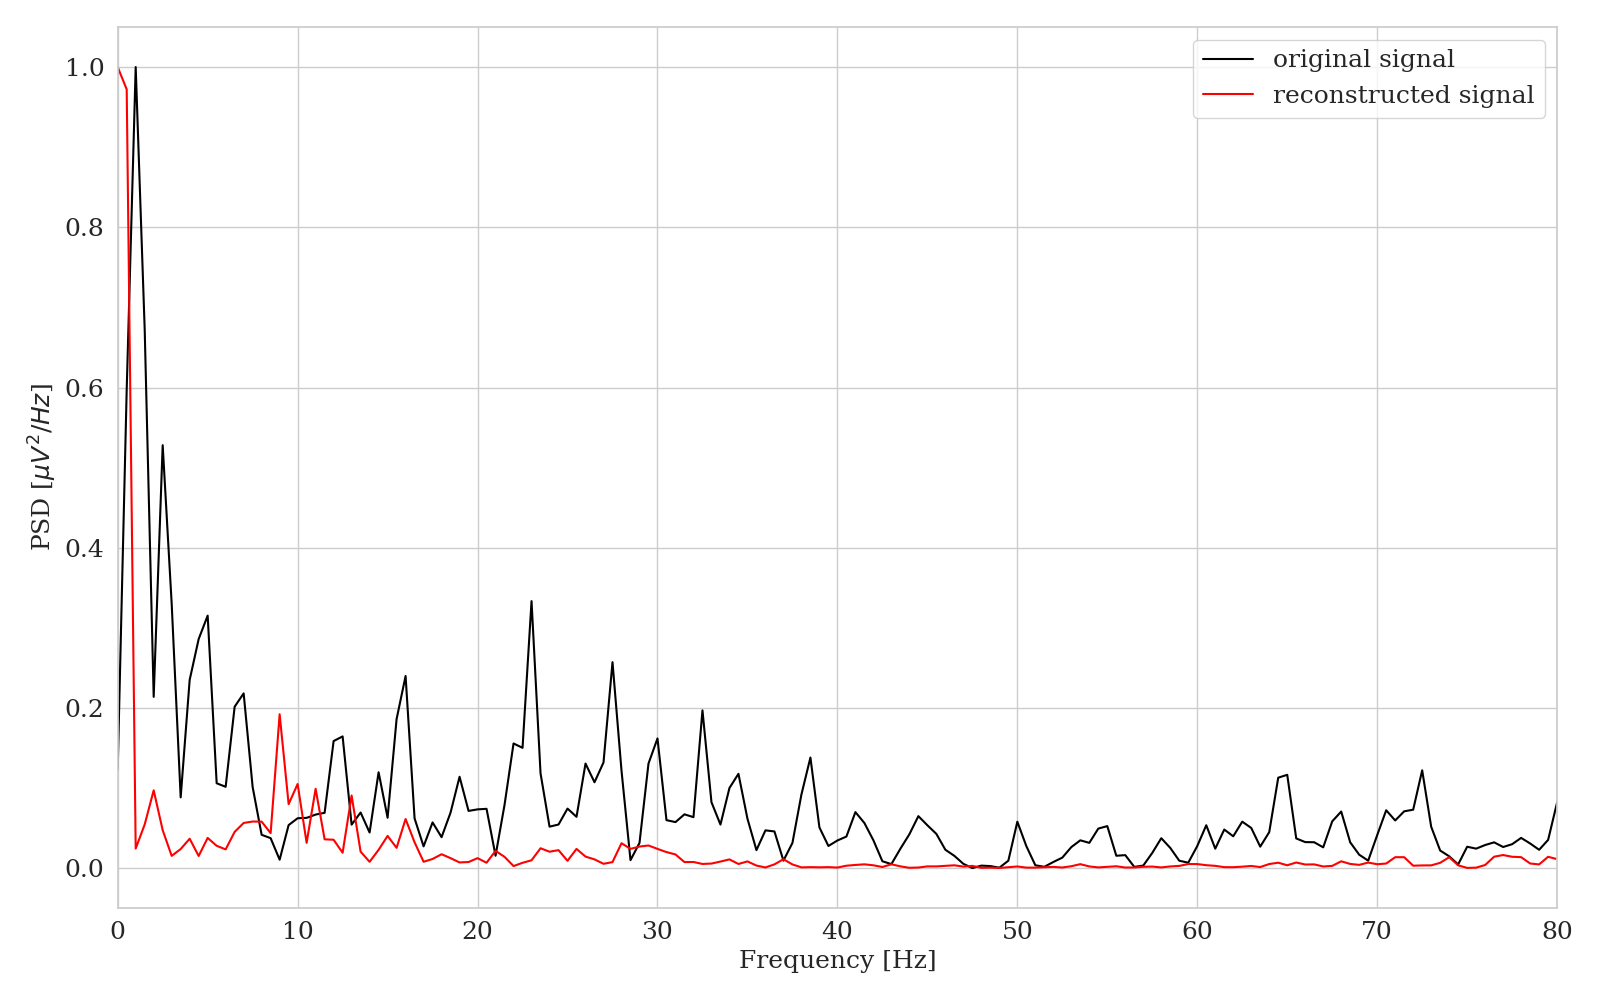 original signal
reconstructed signal
1.0
0.8
0.6
0.4
0.2
0.0
PSD [μV²/Hz]
0 10 20 30 40 50 60 70 80
Frequency [Hz]